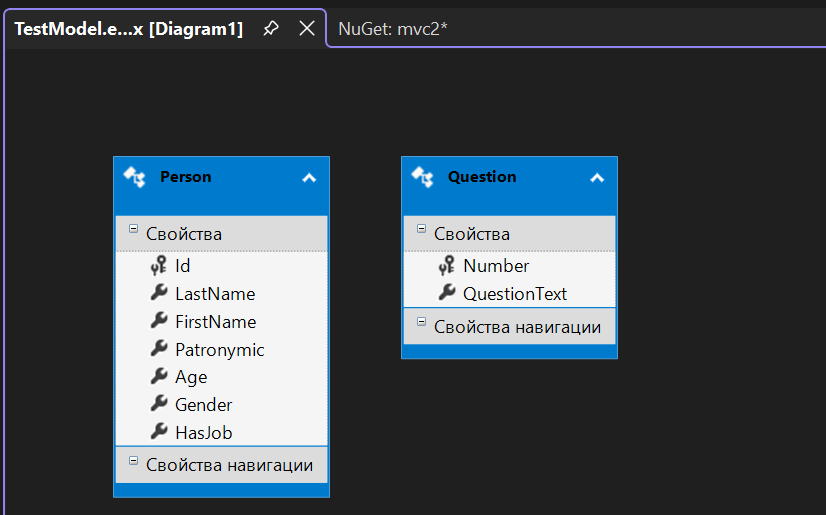 TestModel.e...x [Diagram1]
NuGet: mvc2*
Person
Свойства
Id
LastName
FirstName
Patronymic
Age
Gender
HasJob
Свойства навигации
Question
Свойства
Number
QuestionText
Свойства навигации